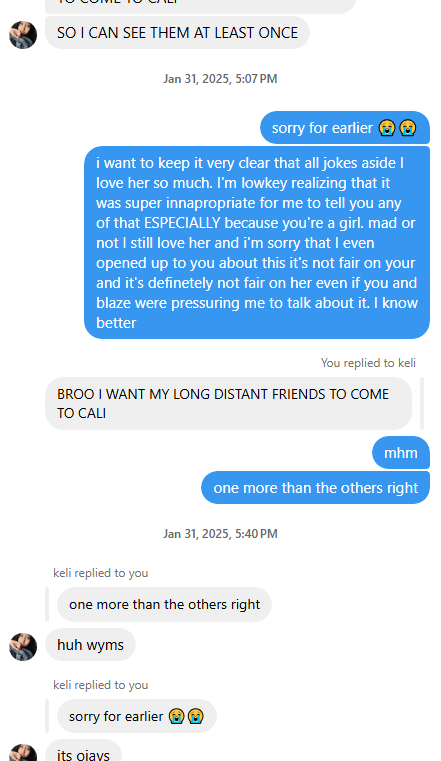 TO COME TO CALI
SO I CAN SEE THEM AT LEAST ONCE
Jan 31, 2025, 5:07 PM
sorry for earlier 😭😭
i want to keep it very clear that all jokes aside I
love her so much. I'm lowkey realizing that it
was super innapropriate for me to tell you any
of that ESPECIALLY because you're a girl. mad or
not I still love her and i'm sorry that I even
opened up to you about this it's not fair on your
and it's definetely not fair on her even if you and
blaze were pressuring me to talk about it. I know
better
You replied to keli
BROO I WANT MY LONG DISTANT FRIENDS TO COME
TO CALI
mhm
one more than the others right
Jan 31, 2025, 5:40 PM
keli replied to you
one more than the others right
huh wyms
keli replied to you
sorry for earlier 😭😭
its ojays